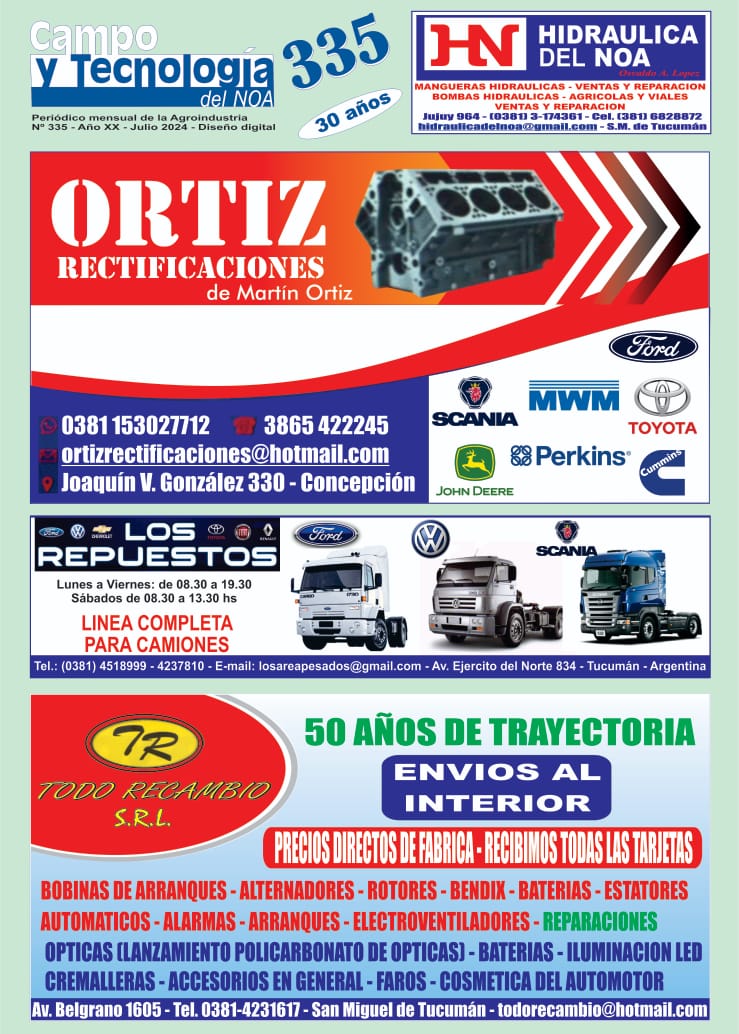 Campo
y Tecnología
del NOA
335
30 años
Periódico mensual de la Agroindustria
Nº 335 - Año XX - Julio 2024 - Diseño digital
HN
HIDRAULICA
DEL NOA
Osvaldo A. Lopez
MANGUERAS HIDRAULICAS - VENTAS Y REPARACION
BOMBAS HIDRAULICAS - AGRICOLAS Y VIALES
VENTAS Y REPARACION
Jujuy 964 - (0381) 3-174361 - Cel. (381) 6828872
hidraulicadelnoa@gmail.com - S.M. de Tucumán
ORTIZ
RECTIFICACIONES
de Martín Ortiz
Ford
SCANIA
MWM
TOYOTA
JOHN DEERE
Perkins
Cummins
0381 153027712 3865 422245
ortizrectificaciones@hotmail.com
Joaquín V. González 330 - Concepción
Ford CHEVROLET TOYOTA FIAT RENAULT
LOS
REPUESTOS
Ford
SCANIA
Lunes a Viernes: de 08.30 a 19.30
Sábados de 08.30 a 13.30 hs
LINEA COMPLETA
PARA CAMIONES
Tel.: (0381) 4518999 - 4237810 - E-mail: losareapesados@gmail.com - Av. Ejercito del Norte 834 - Tucumán - Argentina
TR
TODO RECAMBIO
S.R.L.
50 AÑOS DE TRAYECTORIA
ENVIOS AL
INTERIOR
PRECIOS DIRECTOS DE FABRICA - RECIBIMOS TODAS LAS TARJETAS
BOBINAS DE ARRANQUES - ALTERNADORES - ROTORES - BENDIX - BATERIAS - ESTATORES
AUTOMATICOS - ALARMAS - ARRANQUES - ELECTROVENTILADORES - REPARACIONES
OPTICAS (LANZAMIENTO POLICARBONATO DE OPTICAS) - BATERIAS - ILUMINACION LED
CREMALLERAS - ACCESORIOS EN GENERAL - FAROS - COSMETICA DEL AUTOMOTOR
Av. Belgrano 1605 - Tel. 0381-4231617 - San Miguel de Tucumán - todorecambio@hotmail.com